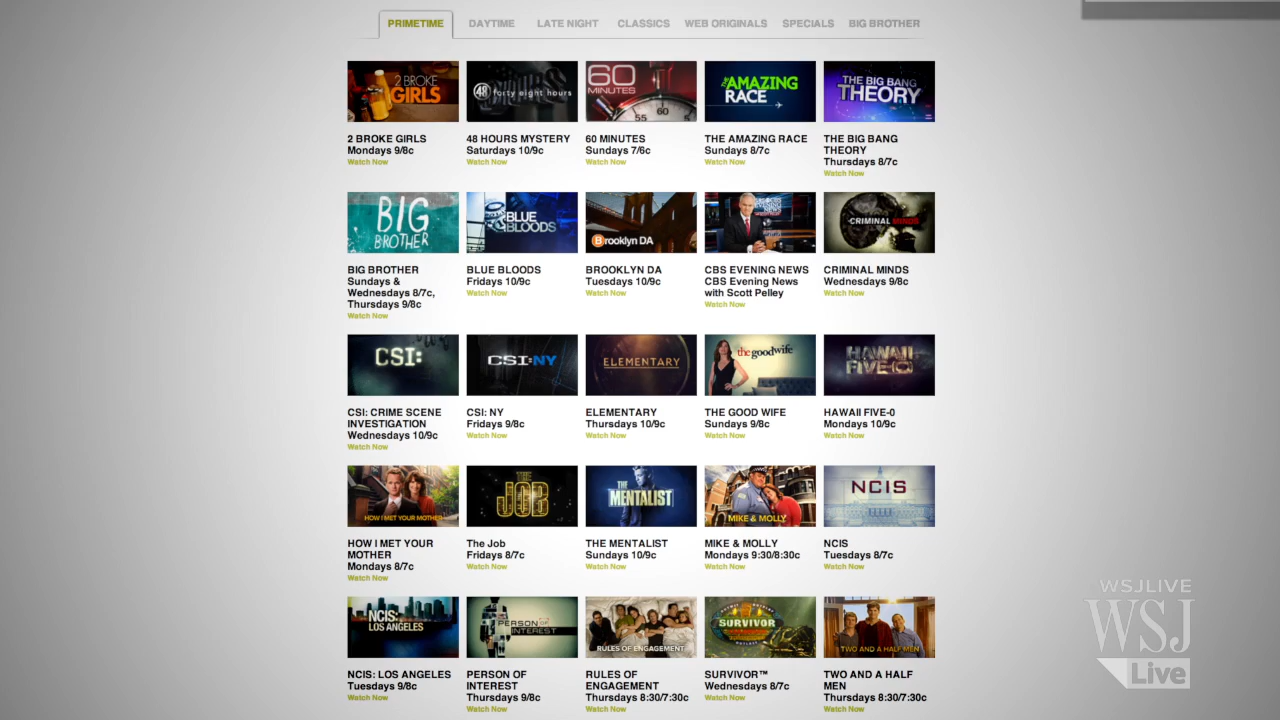 PRIMETIME DAYTIME LATE NIGHT CLASSICS WEB ORIGINALS SPECIALS BIG BROTHER
2 BROKE
GIRLS
48 forty eight hours
60
MINUTES
55 60
THE AMAZING
RACE
THE BIG BANG
THEORY
2 BROKE GIRLS
Mondays 9/8c
Watch Now
48 HOURS MYSTERY
Saturdays 10/9c
Watch Now
60 MINUTES
Sundays 7/6c
Watch Now
THE AMAZING RACE
Sundays 8/7c
Watch Now
THE BIG BANG
THEORY
Thursdays 8/7c
Watch Now
BIG
BROTHER
BLUE
BLOODS
Brooklyn DA
CBS
EVENING
NEWS
CRIMINAL MINDS
BIG BROTHER
Sundays &
Wednesdays 8/7c,
Thursdays 9/8c
Watch Now
BLUE BLOODS
Fridays 10/9c
Watch Now
BROOKLYN DA
Tuesdays 10/9c
Watch Now
CBS EVENING NEWS
CBS Evening News
with Scott Pelley
Watch Now
CRIMINAL MINDS
Wednesdays 9/8c
Watch Now
CSI:
CSI:NY
ELEMENTARY
the good wife
HAWAII
FIVE-0
CSI: CRIME SCENE
INVESTIGATION
Wednesdays 10/9c
Watch Now
CSI: NY
Fridays 9/8c
Watch Now
ELEMENTARY
Thursdays 10/9c
Watch Now
THE GOOD WIFE
Sundays 9/8c
Watch Now
HAWAII FIVE-0
Mondays 10/9c
Watch Now
HOW I MET YOUR MOTHER
THE
JOB
THE
MENTALIST
MIKE & MOLLY
NCIS
HOW I MET YOUR
MOTHER
Mondays 8/7c
Watch Now
The Job
Fridays 8/7c
Watch Now
THE MENTALIST
Sundays 10/9c
Watch Now
MIKE & MOLLY
Mondays 9:30/8:30c
Watch Now
NCIS
Tuesdays 8/7c
Watch Now
NCIS:
LOS ANGELES
PERSON OF
INTEREST
RULES OF ENGAGEMENT
SURVIVOR
TWO AND A HALF MEN
NCIS: LOS ANGELES
Tuesdays 9/8c
Watch Now
PERSON OF
INTEREST
Thursdays 9/8c
Watch Now
RULES OF
ENGAGEMENT
Thursdays 8:30/7:30c
Watch Now
SURVIVOR™
Wednesdays 8/7c
Watch Now
TWO AND A HALF
MEN
Thursdays 8:30/7:30c
Watch Now
WSJLIVE
WSJ
Live